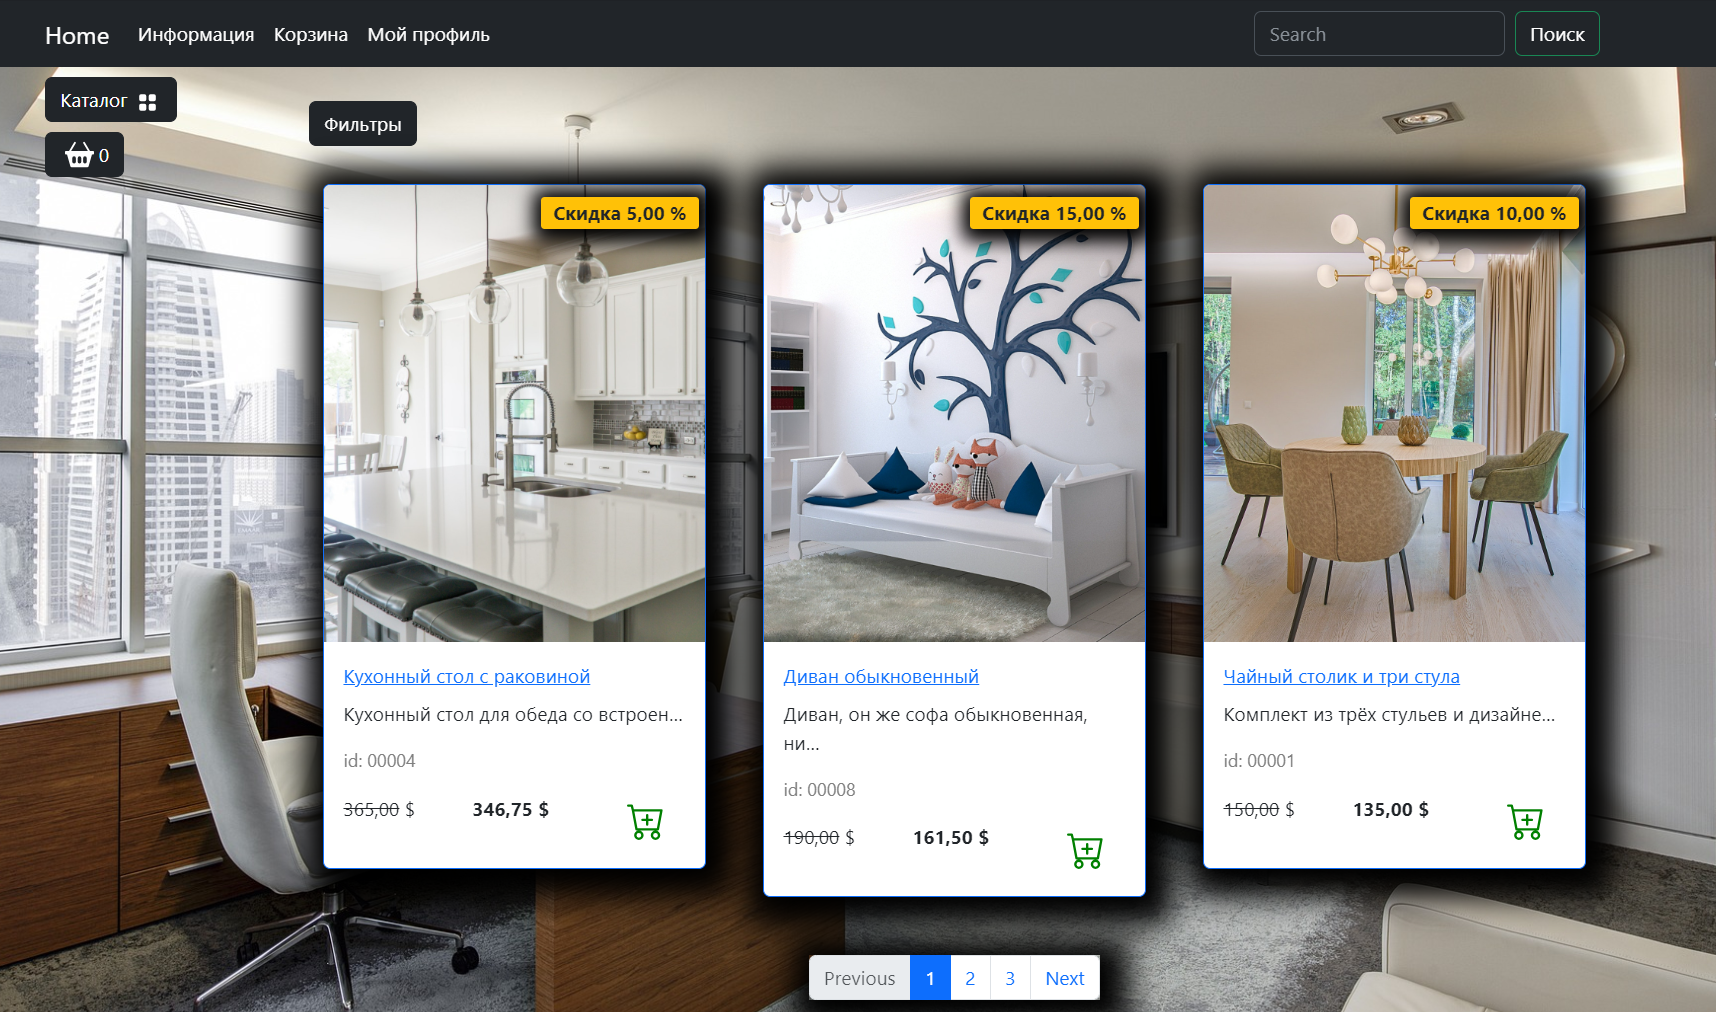 Home Информация Корзина Мой профиль Search Поиск
Каталог
Фильтры
0
Скидка 5,00 %
Скидка 15,00 %
Скидка 10,00 %
Кухонный стол с раковиной
Кухонный стол для обеда со встроен...
id: 00004
365,00 $ 346,75 $
Диван обыкновенный
Диван, он же софа обыкновенная,
ни...
id: 00008
190,00 $ 161,50 $
Чайный столик и три стула
Комплект из трёх стульев и дизайне...
id: 00001
150,00 $ 135,00 $
Previous 1 2 3 Next